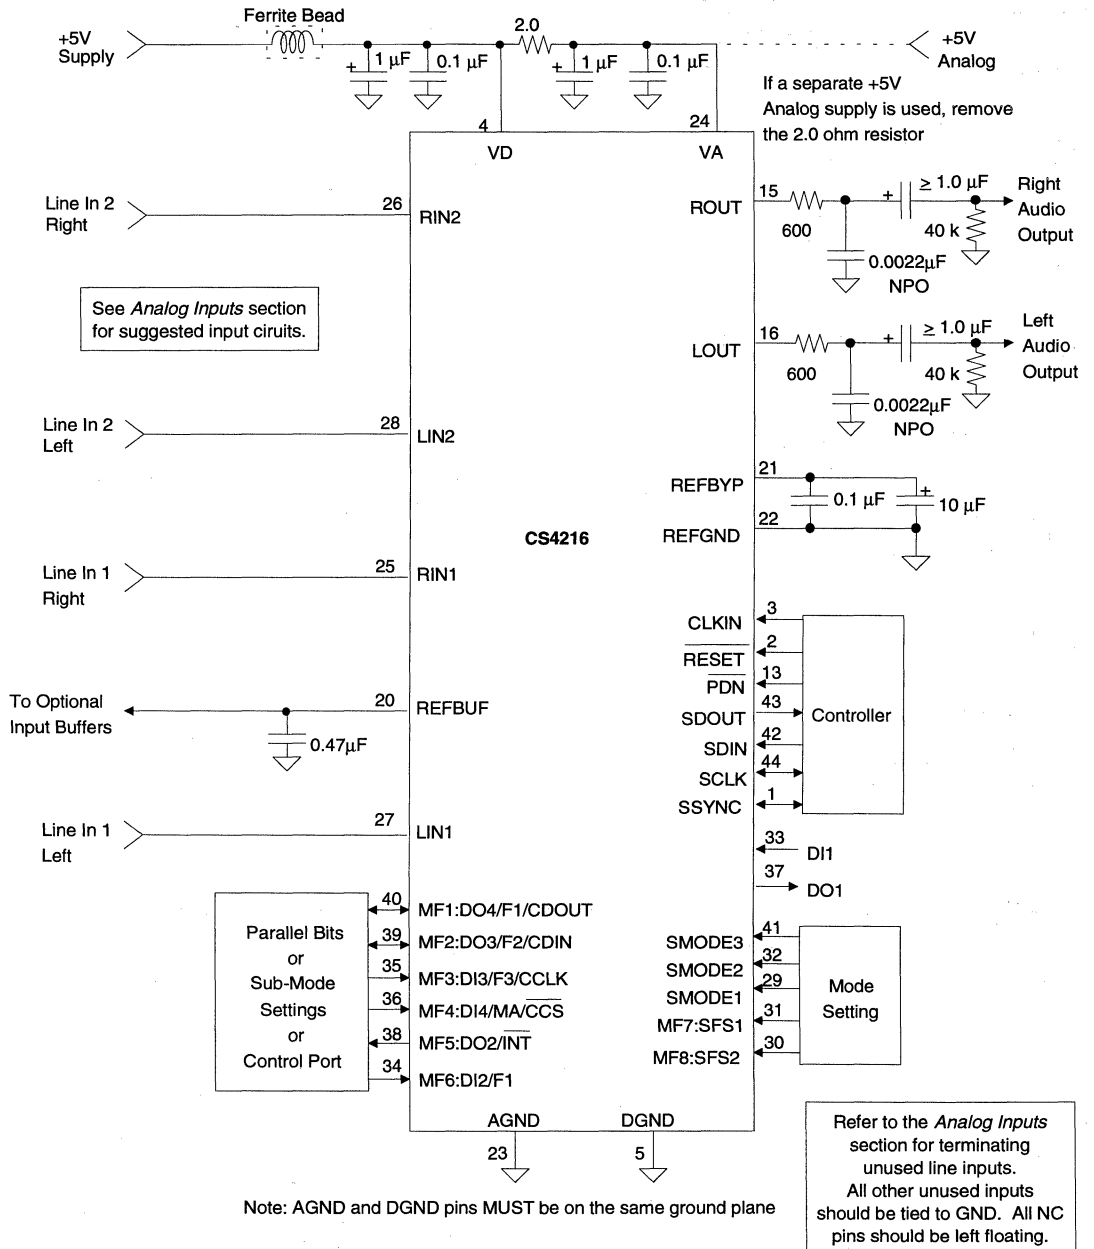 Ferrite Bead
+5V
Supply
+
1 µF
0.1 µF
2.0
+
1 µF
0.1 µF
+5V
Analog
If a separate +5V
Analog supply is used, remove
the 2.0 ohm resistor
4
VD
24
VA
Line In 2
Right
26
RIN2
See Analog Inputs section
for suggested input ciruits.
Line In 2
Left
28
LIN2
CS4216
Line In 1
Right
25
RIN1
To Optional
Input Buffers
20
REFBUF
0.47µF
Line In 1
Left
27
LIN1
Parallel Bits
or
Sub-Mode
Settings
or
Control Port
40
MF1:DO4/F1/CDOUT
39
MF2:DO3/F2/CDIN
35
MF3:DI3/F3/CCLK
36
MF4:DI4/MA/CCS
38
MF5:DO2/INT
34
MF6:DI2/F1
ROUT
15
600
+
≥ 1.0 µF
40 k
0.0022µF
NPO
Right
Audio
Output
LOUT
16
600
+
≥ 1.0 µF
40 k
0.0022µF
NPO
Left
Audio
Output
REFBYP
21
0.1 µF
+
10 µF
REFGND
22
CLKIN
3
RESET
2
PDN
13
SDOUT
43
SDIN
42
SCLK
44
SSYNC
1
Controller
33
DI1
37
DO1
SMODE3
41
SMODE2
32
SMODE1
29
MF7:SFS1
31
MF8:SFS2
30
Mode
Setting
AGND
23
DGND
5
Note: AGND and DGND pins MUST be on the same ground plane
Refer to the Analog Inputs
section for terminating
unused line inputs.
All other unused inputs
should be tied to GND. All NC
pins should be left floating.